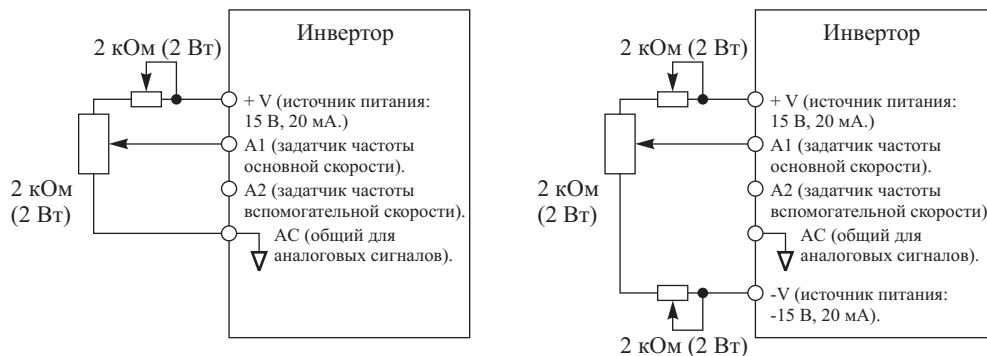 Инвертор
2 кОм (2 Вт)
+ V (источник питания:
15 В, 20 мА.)
A1 (задатчик частоты
основной скорости).
2 кОм
(2 Вт)
A2 (задатчик частоты
вспомогательной скорости).
AC (общий для
аналоговых сигналов).
Инвертор
2 кОм (2 Вт)
+ V (источник питания:
15 В, 20 мА.)
A1 (задатчик частоты
основной скорости).
2 кОм
(2 Вт)
A2 (задатчик частоты
вспомогательной скорости)
AC (общий для
аналоговых сигналов).
-V (источник питания:
-15 В, 20 мА).
2 кОм (2 Вт)